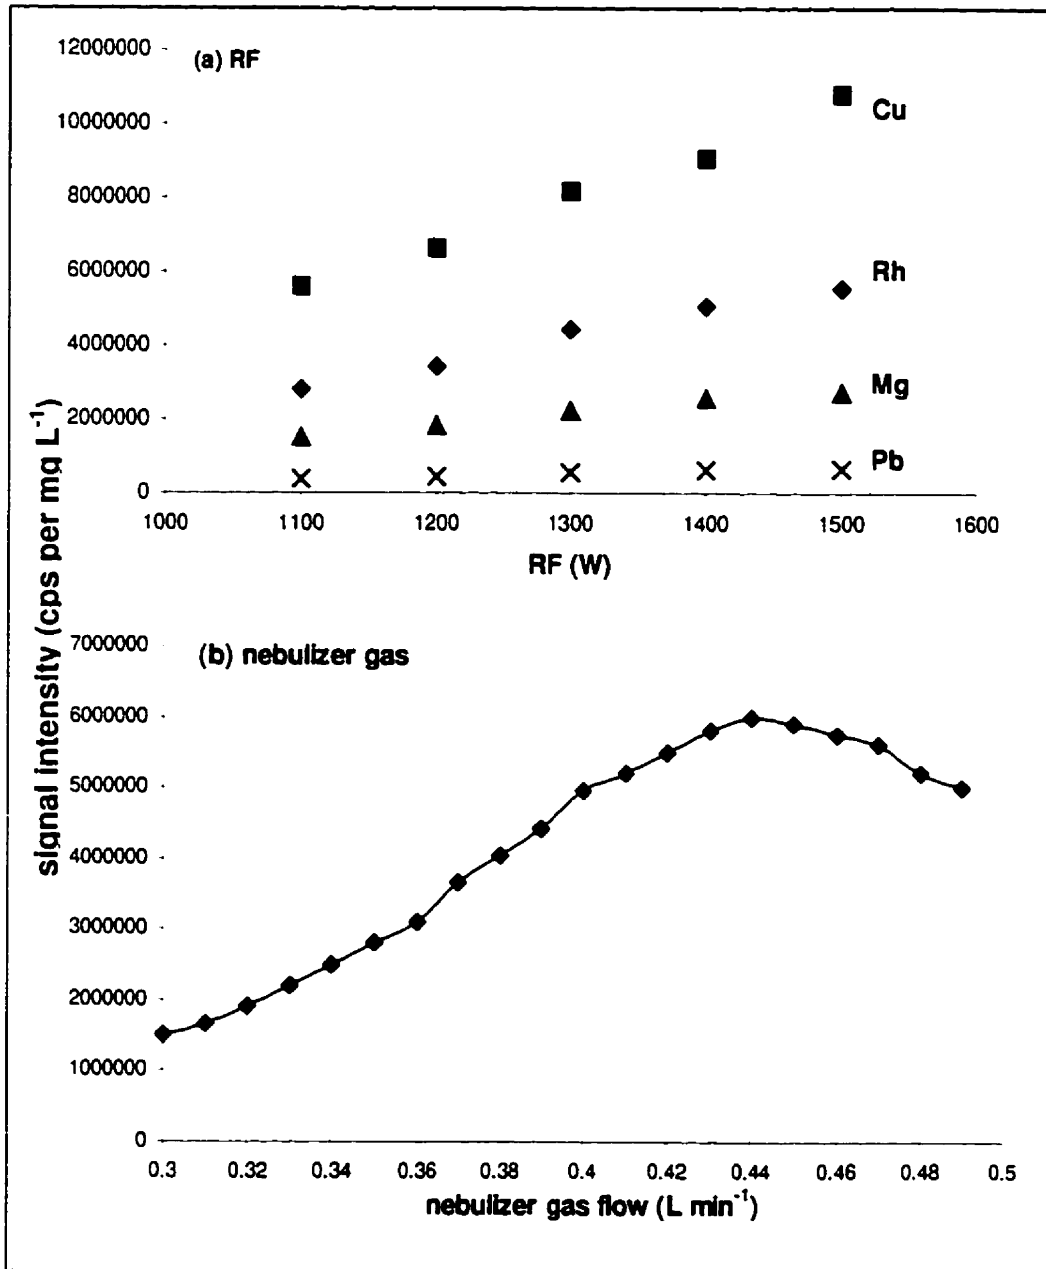 (a) RF
12000000
10000000
8000000
6000000
4000000
2000000
0
Cu
Rh
Mg
Pb
1000 1100 1200 1300 1400 1500 1600
RF (W)
signal intensity (cps per mg L⁻¹)
(b) nebulizer gas
7000000
6000000
5000000
4000000
3000000
2000000
1000000
0
0.3 0.32 0.34 0.36 0.38 0.4 0.42 0.44 0.46 0.48 0.5
nebulizer gas flow (L min⁻¹)